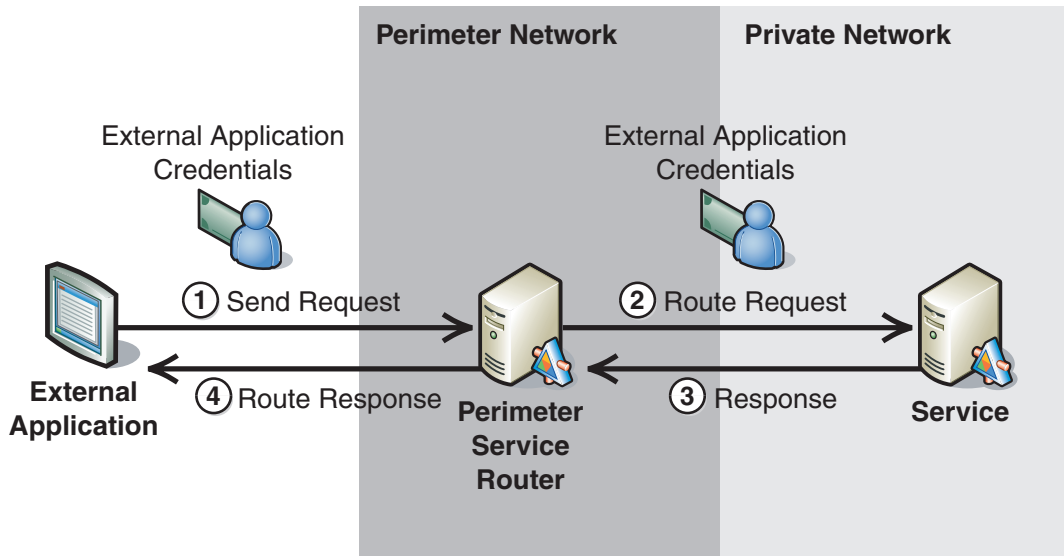 Perimeter Network
Private Network
External Application
Credentials
External Application
Credentials
1 Send Request
2 Route Request
4 Route Response
3 Response
External
Application
Perimeter
Service
Router
Service